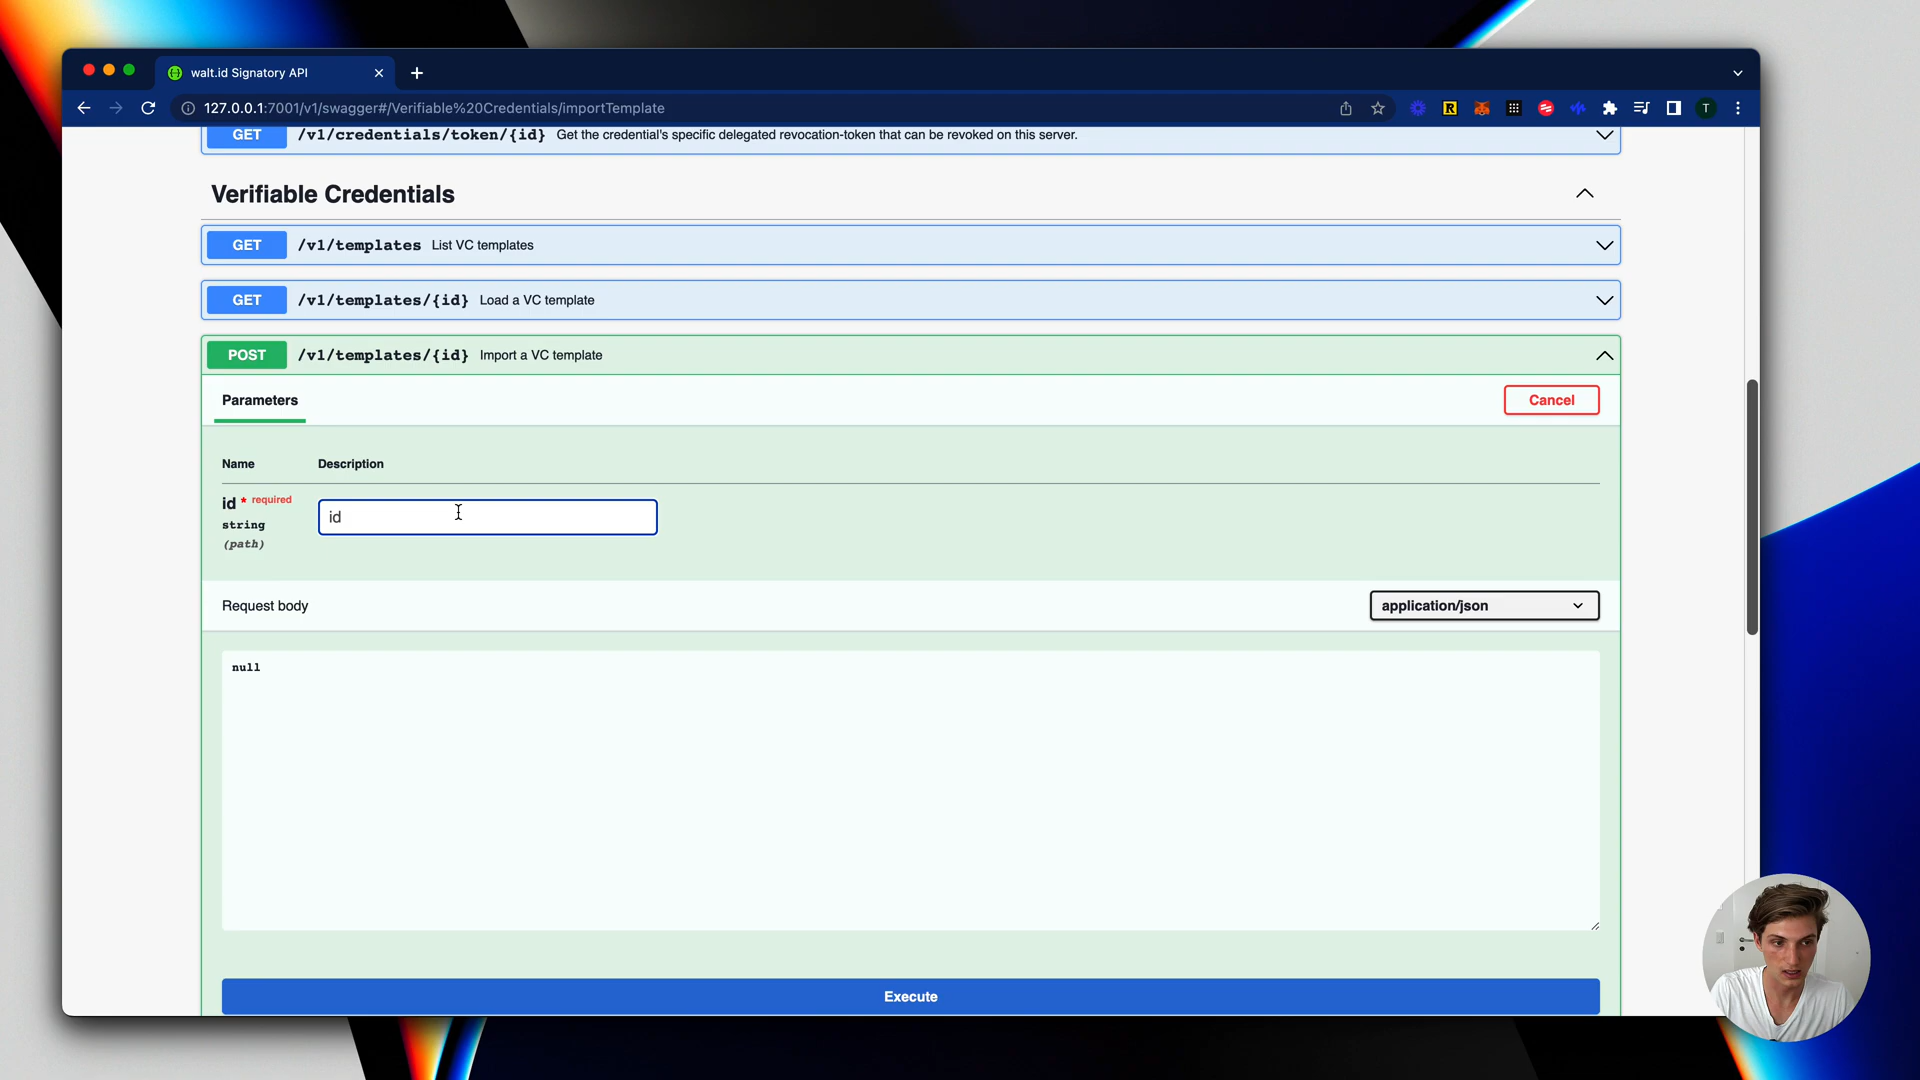 walt.id Signatory API
127.0.0.1:7001/v1/swagger#/Verifiable%20Credentials/importTemplate
R
T
GET /v1/credentials/token/{id} Get the credential's specific delegated revocation-token that can be revoked on this server.
Verifiable Credentials
GET /v1/templates List VC templates
GET /v1/templates/{id} Load a VC template
POST /v1/templates/{id} Import a VC template
Parameters
Cancel
Name Description
id * required
string
(path)
id
Request body
application/json
null
Execute